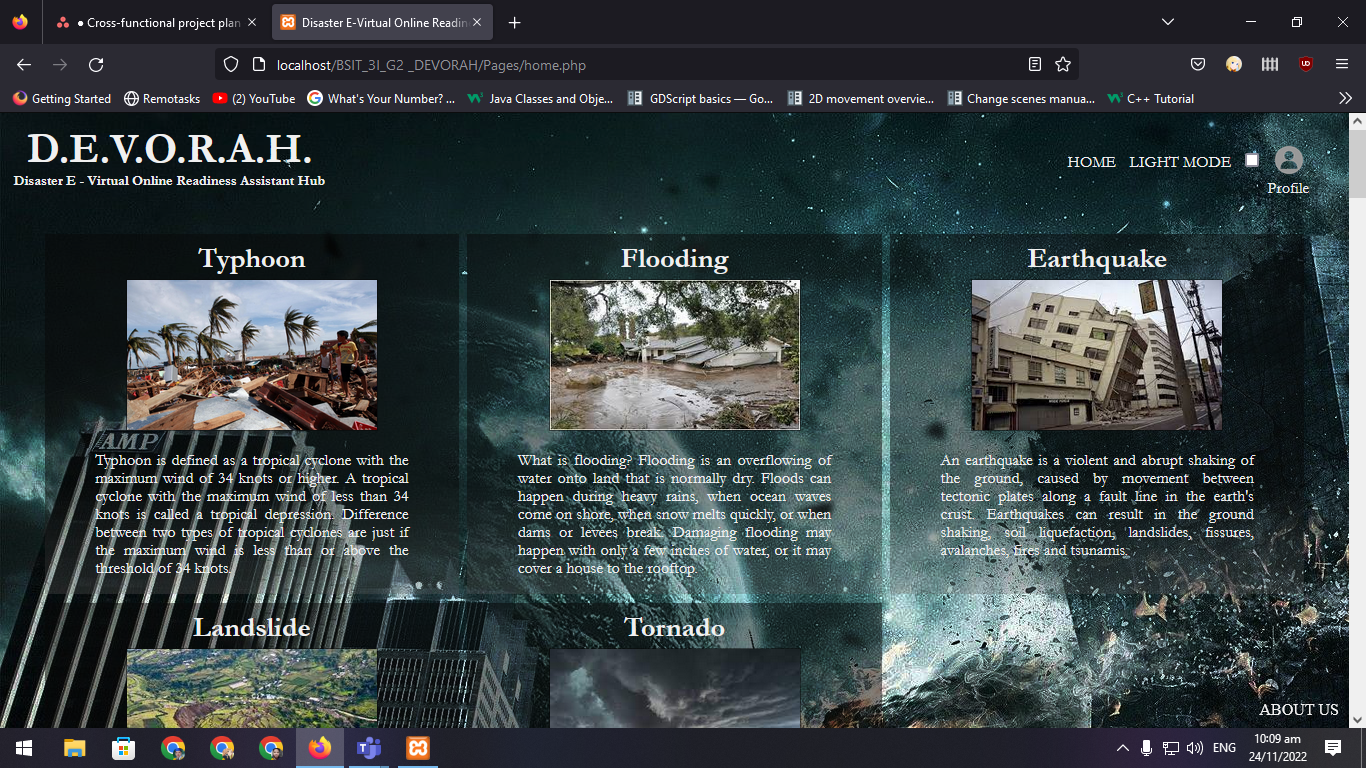 ● Cross-functional project plan
Disaster E-Virtual Online Readin
localhost/BSIT_3I_G2 _DEVORAH/Pages/home.php
Getting Started
Remotasks
(2) YouTube
What's Your Number? ...
Java Classes and Obje...
GDScript basics — Go...
2D movement overvie...
Change scenes manua...
C++ Tutorial
D.E.V.O.R.A.H.
Disaster E - Virtual Online Readiness Assistant Hub
HOME
LIGHT MODE
Profile
Typhoon
AMP
Typhoon is defined as a tropical cyclone with the
maximum wind of 34 knots or higher. A tropical
cyclone with the maximum wind of less than 34
knots is called a tropical depression. Difference
between two types of tropical cyclones are just if
the maximum wind is less than or above the
threshold of 34 knots.
Flooding
What is flooding? Flooding is an overflowing of
water onto land that is normally dry. Floods can
happen during heavy rains, when ocean waves
come on shore, when snow melts quickly, or when
dams or levees break. Damaging flooding may
happen with only a few inches of water, or it may
cover a house to the rooftop.
Earthquake
An earthquake is a violent and abrupt shaking of
the ground, caused by movement between
tectonic plates along a fault line in the earth's
crust. Earthquakes can result in the ground
shaking, soil liquefaction, landslides, fissures,
avalanches, fires and tsunamis.
Landslide
Tornado
ABOUT US
ENG
10:09 am
24/11/2022